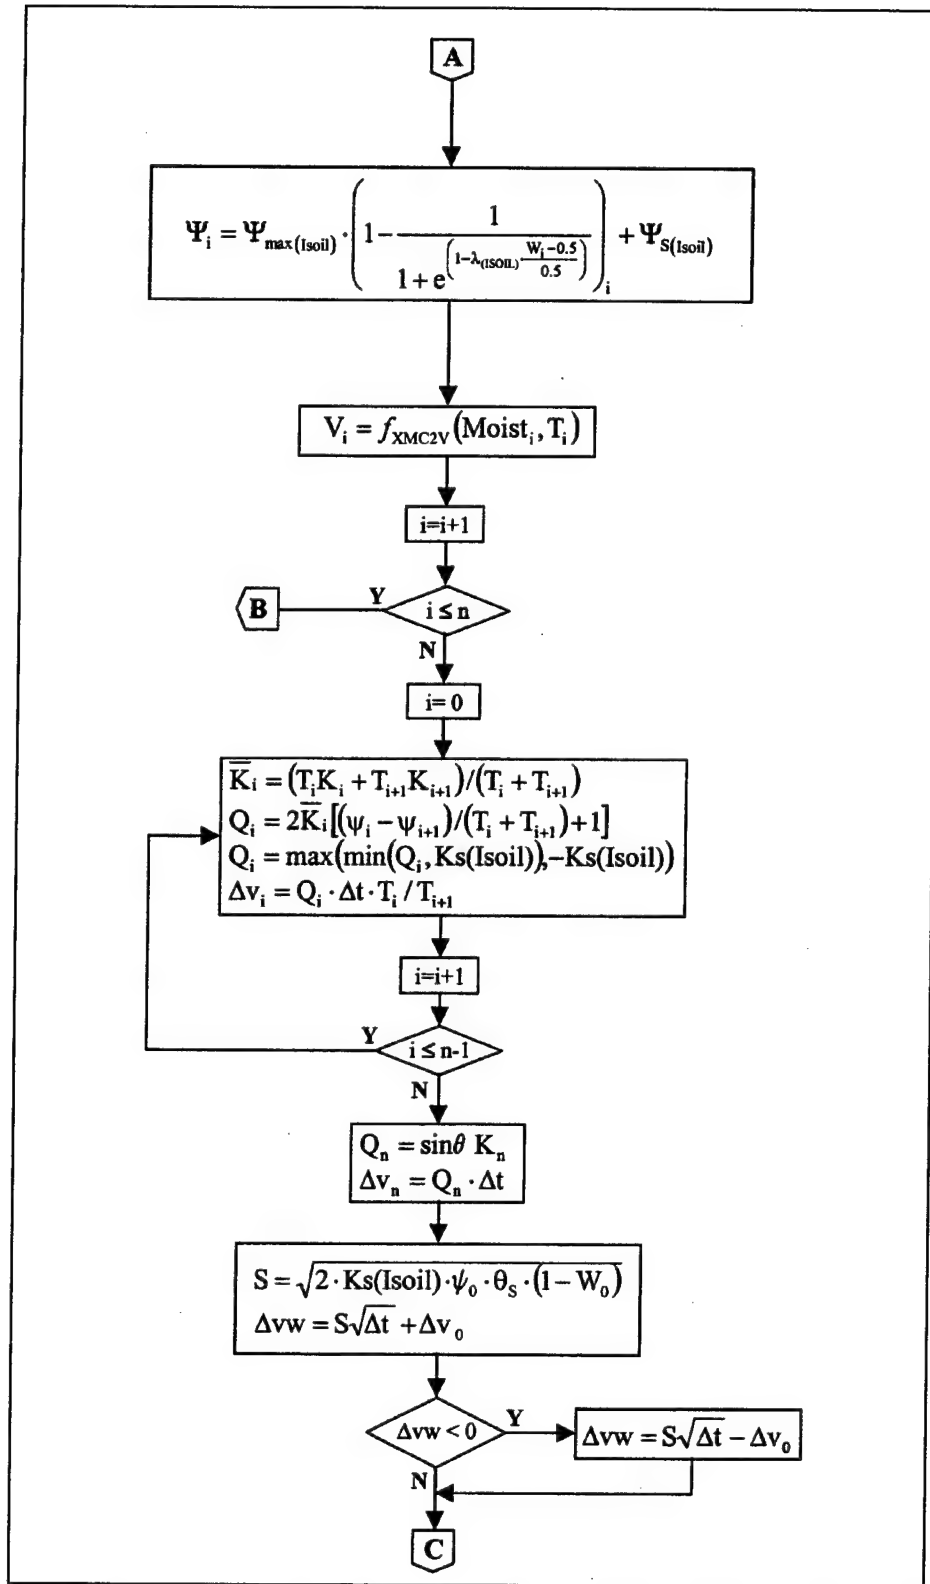 A
Ψᵢ = Ψmax(Isoil) · (1 − 1 / (1 + e^(1−λ(ISOIL)·(Wᵢ−0.5)/0.5)))ᵢ + ΨS(Isoil)
Vᵢ = fXMC2V(Moistᵢ, Tᵢ)
i=i+1
B Y i ≤ n
N
i= 0
K̅ᵢ = (TᵢKᵢ + Tᵢ₊₁Kᵢ₊₁)/(Tᵢ + Tᵢ₊₁)
Qᵢ = 2K̅ᵢ[(ψᵢ − ψᵢ₊₁)/(Tᵢ + Tᵢ₊₁)+1]
Qᵢ = max(min(Qᵢ, Ks(Isoil)),−Ks(Isoil))
Δvᵢ = Qᵢ · Δt · Tᵢ / Tᵢ₊₁
i=i+1
Y i ≤ n-1
N
Qₙ = sinθ Kₙ
Δvₙ = Qₙ · Δt
S = √(2 · Ks(Isoil) · ψ₀ · θS · (1 − W₀))
Δvw = S√Δt + Δv₀
Δvw < 0 Y Δvw = S√Δt − Δv₀
N
C